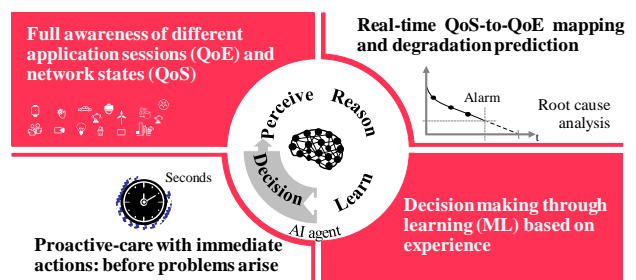 Full awareness of different
application sessions (QoE) and
network states (QoS)
Real-time QoS-to-QoE mapping
and degradation prediction
Alarm
Root cause
analysis
t
Perceive
Reason
Decision
Learn
AI agent
Seconds
Proactive-care with immediate
actions: before problems arise
Decision making through
learning (ML) based on
experience